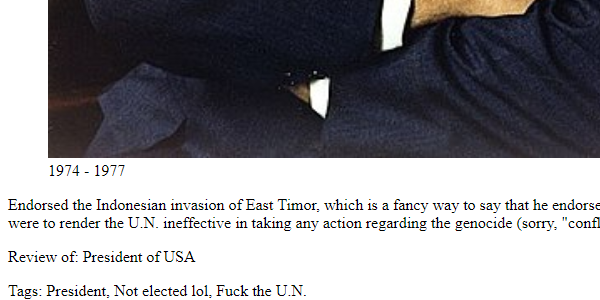 1974 - 1977
Endorsed the Indonesian invasion of East Timor, which is a fancy way to say that he endorse
were to render the U.N. ineffective in taking any action regarding the genocide (sorry, "confl
Review of: President of USA
Tags: President, Not elected lol, Fuck the U.N.